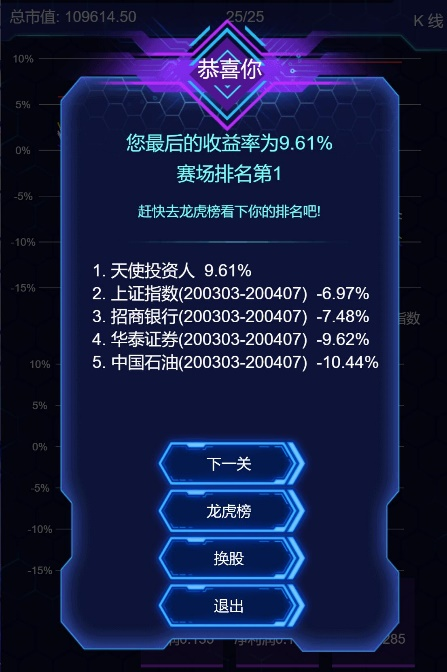 总市值: 109614.50
25/25
K 线
恭喜你
10%
5%
0%
-5%
-10%
-15%
您最后的收益率为9.61%
赛场排名第1
赶快去龙虎榜看下你的排名吧!
1. 天使投资人 9.61%
2. 上证指数(200303-200407) -6.97%
3. 招商银行(200303-200407) -7.48%
4. 华泰证券(200303-200407) -9.62%
5. 中国石油(200303-200407) -10.44%
指数
10%
5%
0%
-5%
-10%
-15%
下一关
龙虎榜
换股
退出
285